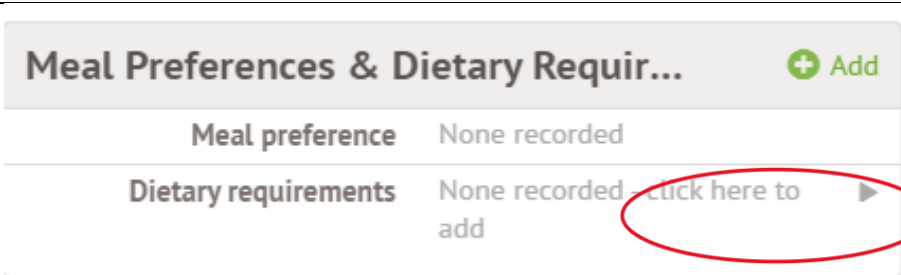 Meal Preferences & Dietary Requir... Add
Meal preference None recorded
Dietary requirements None recorded - click here to
add